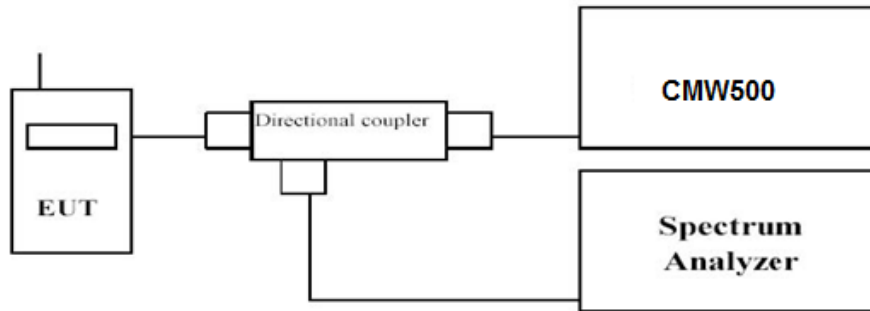 CMW500
Directional coupler
EUT
Spectrum
Analyzer